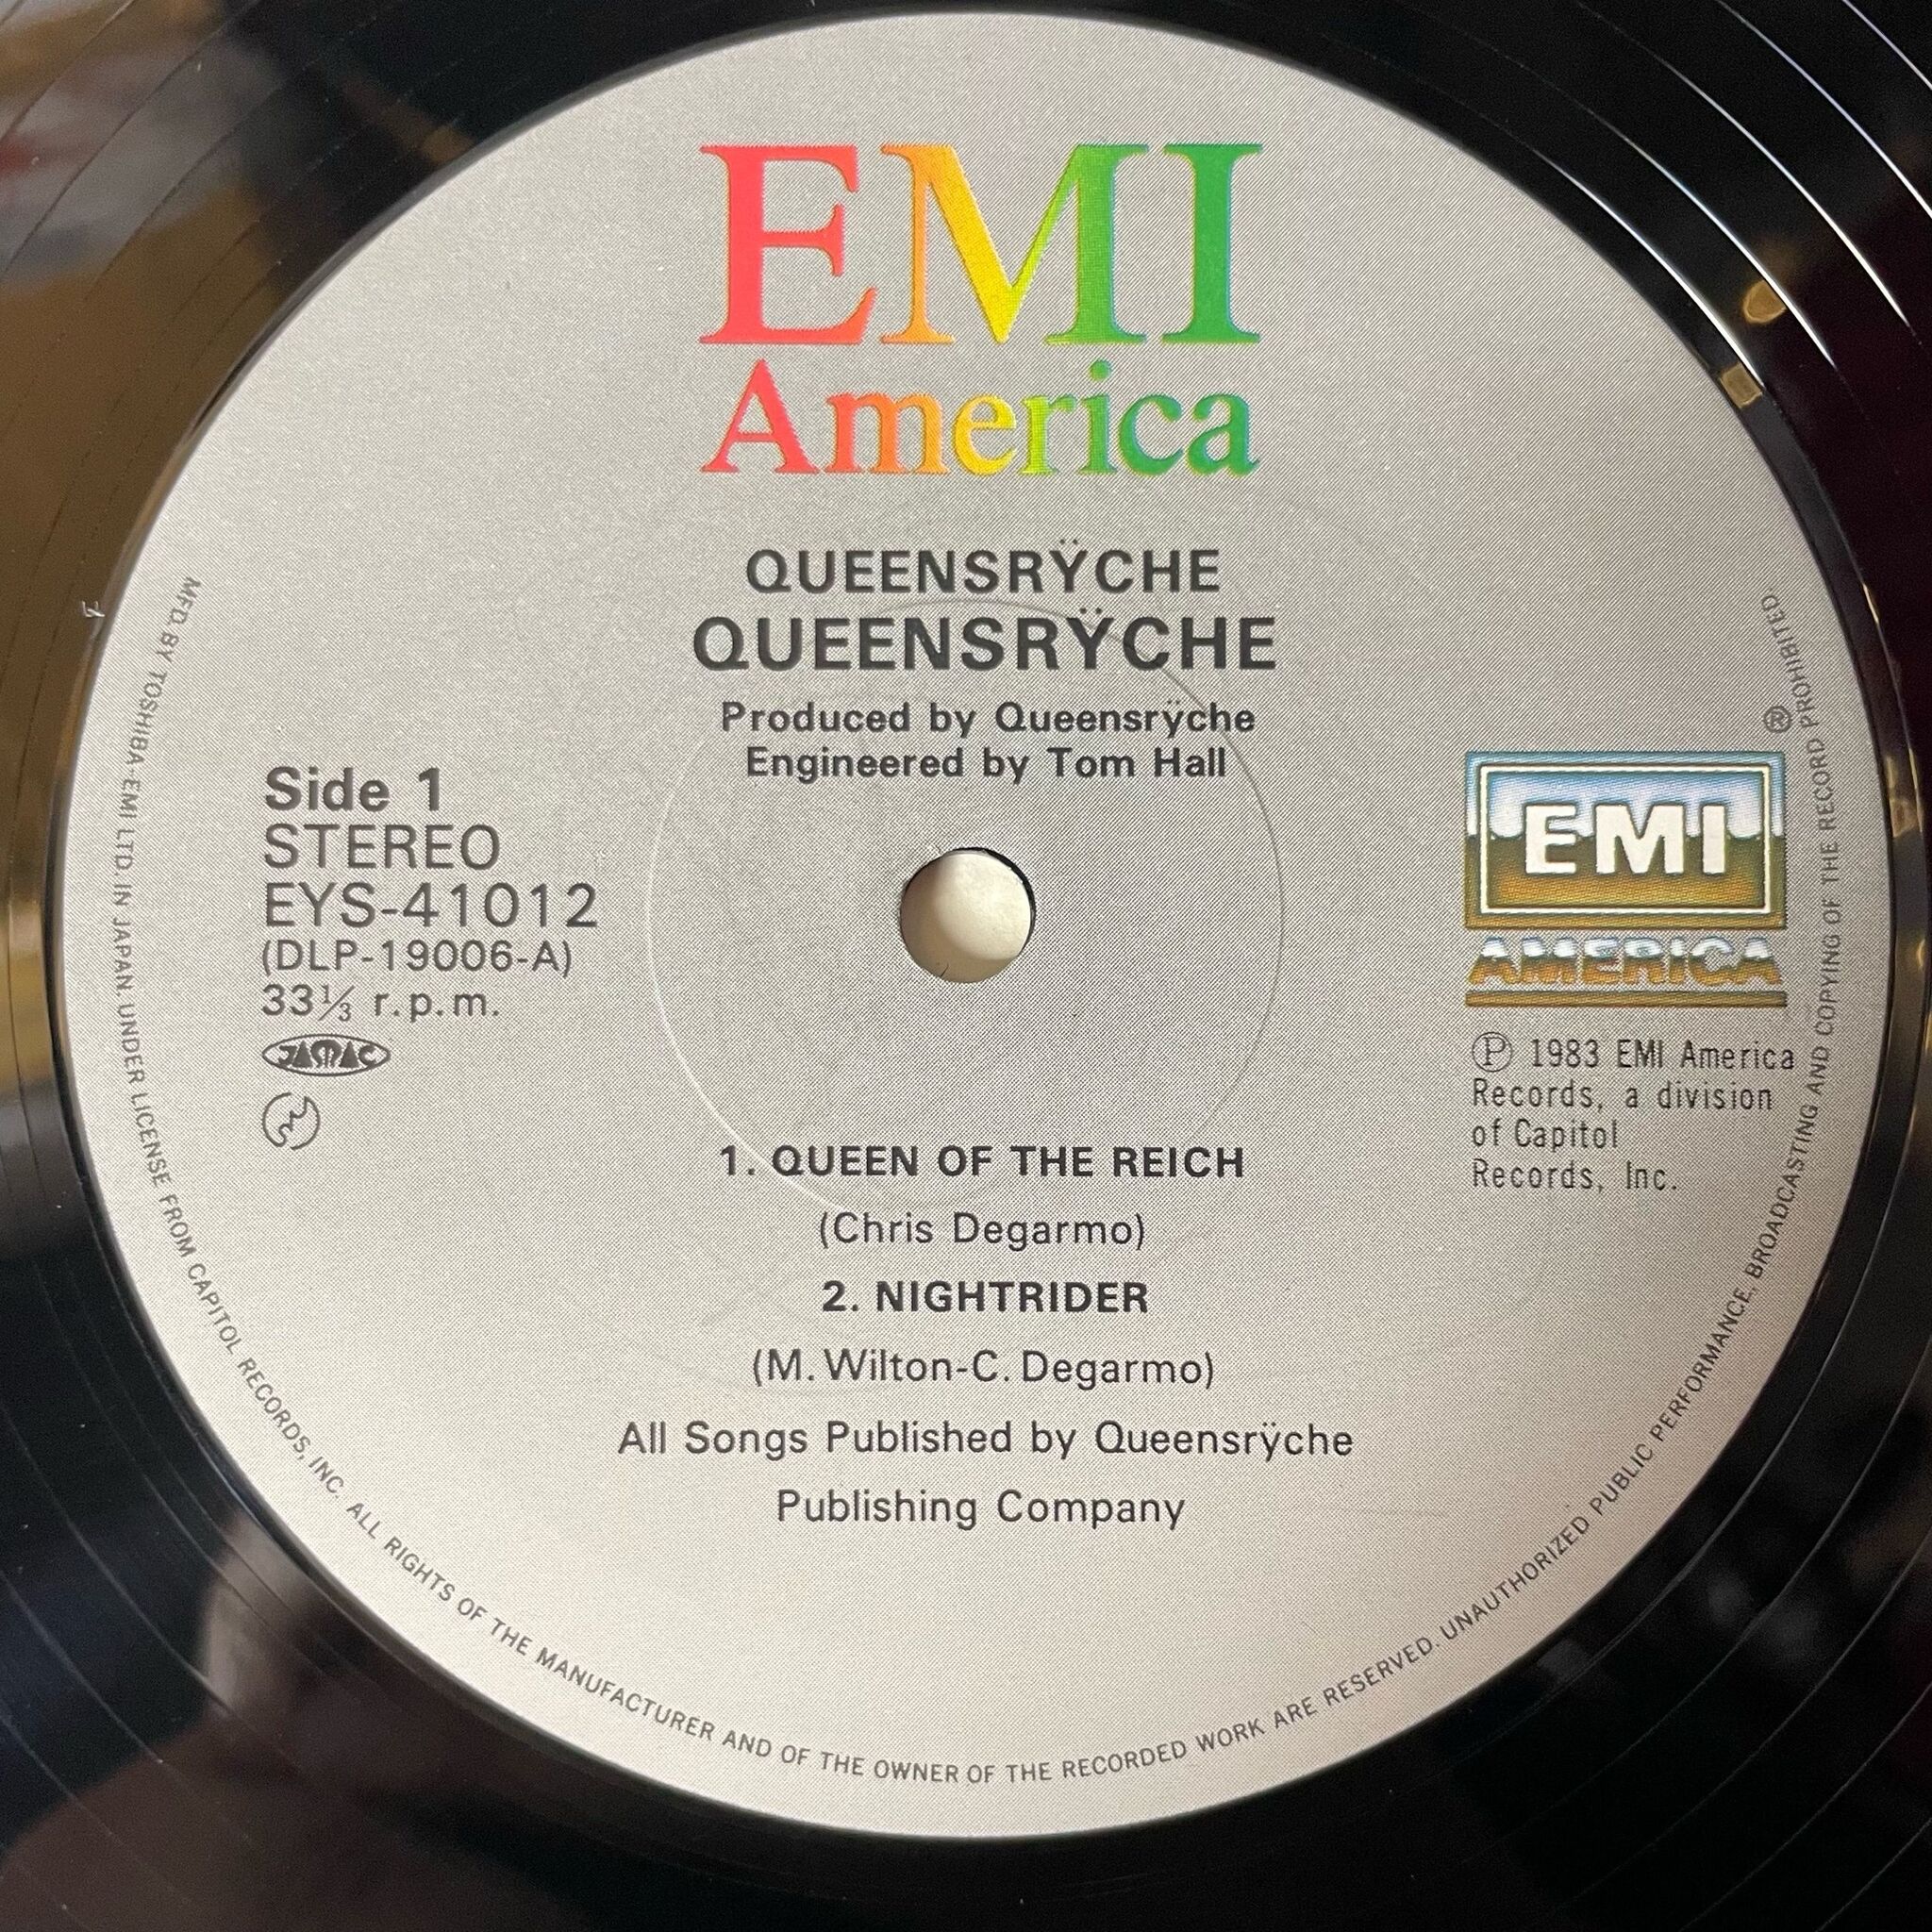 EMI
America
QUEENSRŸCHE
QUEENSRŸCHE
Produced by Queensrÿche
Engineered by Tom Hall
Side 1
STEREO
EYS-41012
(DLP-19006-A)
33⅓ r.p.m.
JASRAC
®
EMI
AMERICA
Ⓟ 1983 EMI America
Records, a division
of Capitol
Records, Inc.
1. QUEEN OF THE REICH
(Chris Degarmo)
2. NIGHTRIDER
(M. Wilton-C. Degarmo)
All Songs Published by Queensrÿche
Publishing Company
MFD. BY TOSHIBA-EMI LTD. IN JAPAN. UNDER LICENSE FROM CAPITOL RECORDS, INC. ALL RIGHTS OF THE MANUFACTURER AND OF THE OWNER OF THE RECORDED WORK ARE RESERVED. UNAUTHORIZED PUBLIC PERFORMANCE, BROADCASTING AND COPYING OF THE RECORD PROHIBITED